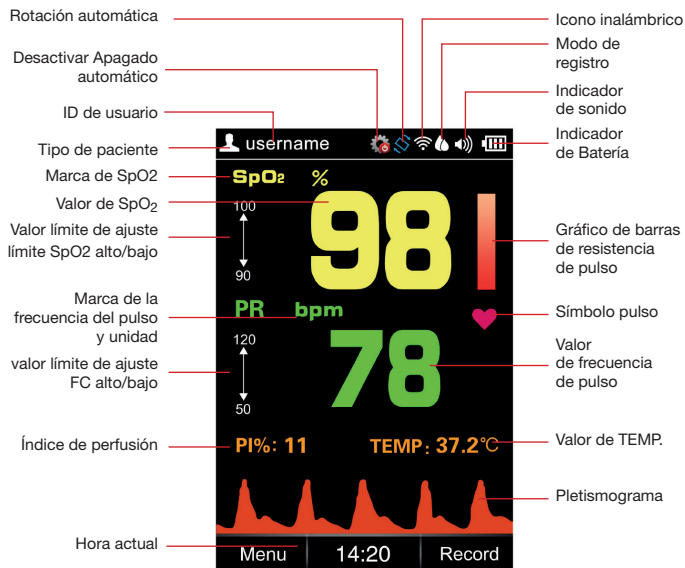 Rotación automática
Desactivar Apagado
automático
ID de usuario
Tipo de paciente
Marca de SpO2
Valor de SpO2
Valor límite de ajuste
límite SpO2 alto/bajo
Marca de la
frecuencia del pulso
y unidad
valor límite de ajuste
FC alto/bajo
Índice de perfusión
Hora actual
username
SpO2 %
100
98
90
PR bpm
120
78
50
PI%: 11 TEMP: 37.2°C
Menu 14:20 Record
Icono inalámbrico
Modo de
registro
Indicador
de sonido
Indicador
de Batería
Gráfico de barras
de resistencia
de pulso
Símbolo pulso
Valor
de frecuencia
de pulso
Valor de TEMP.
Pletismograma